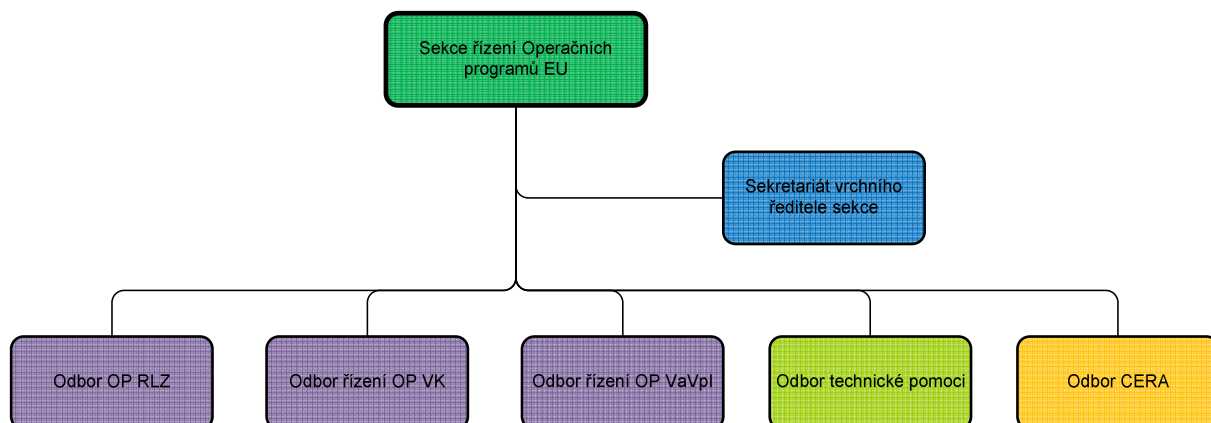 Sekce řízení Operačních
programů EU
Sekretariát vrchního
ředitele sekce
Odbor OP RLZ
Odbor řízení OP VK
Odbor řízení OP VaVpI
Odbor technické pomoci
Odbor CERA